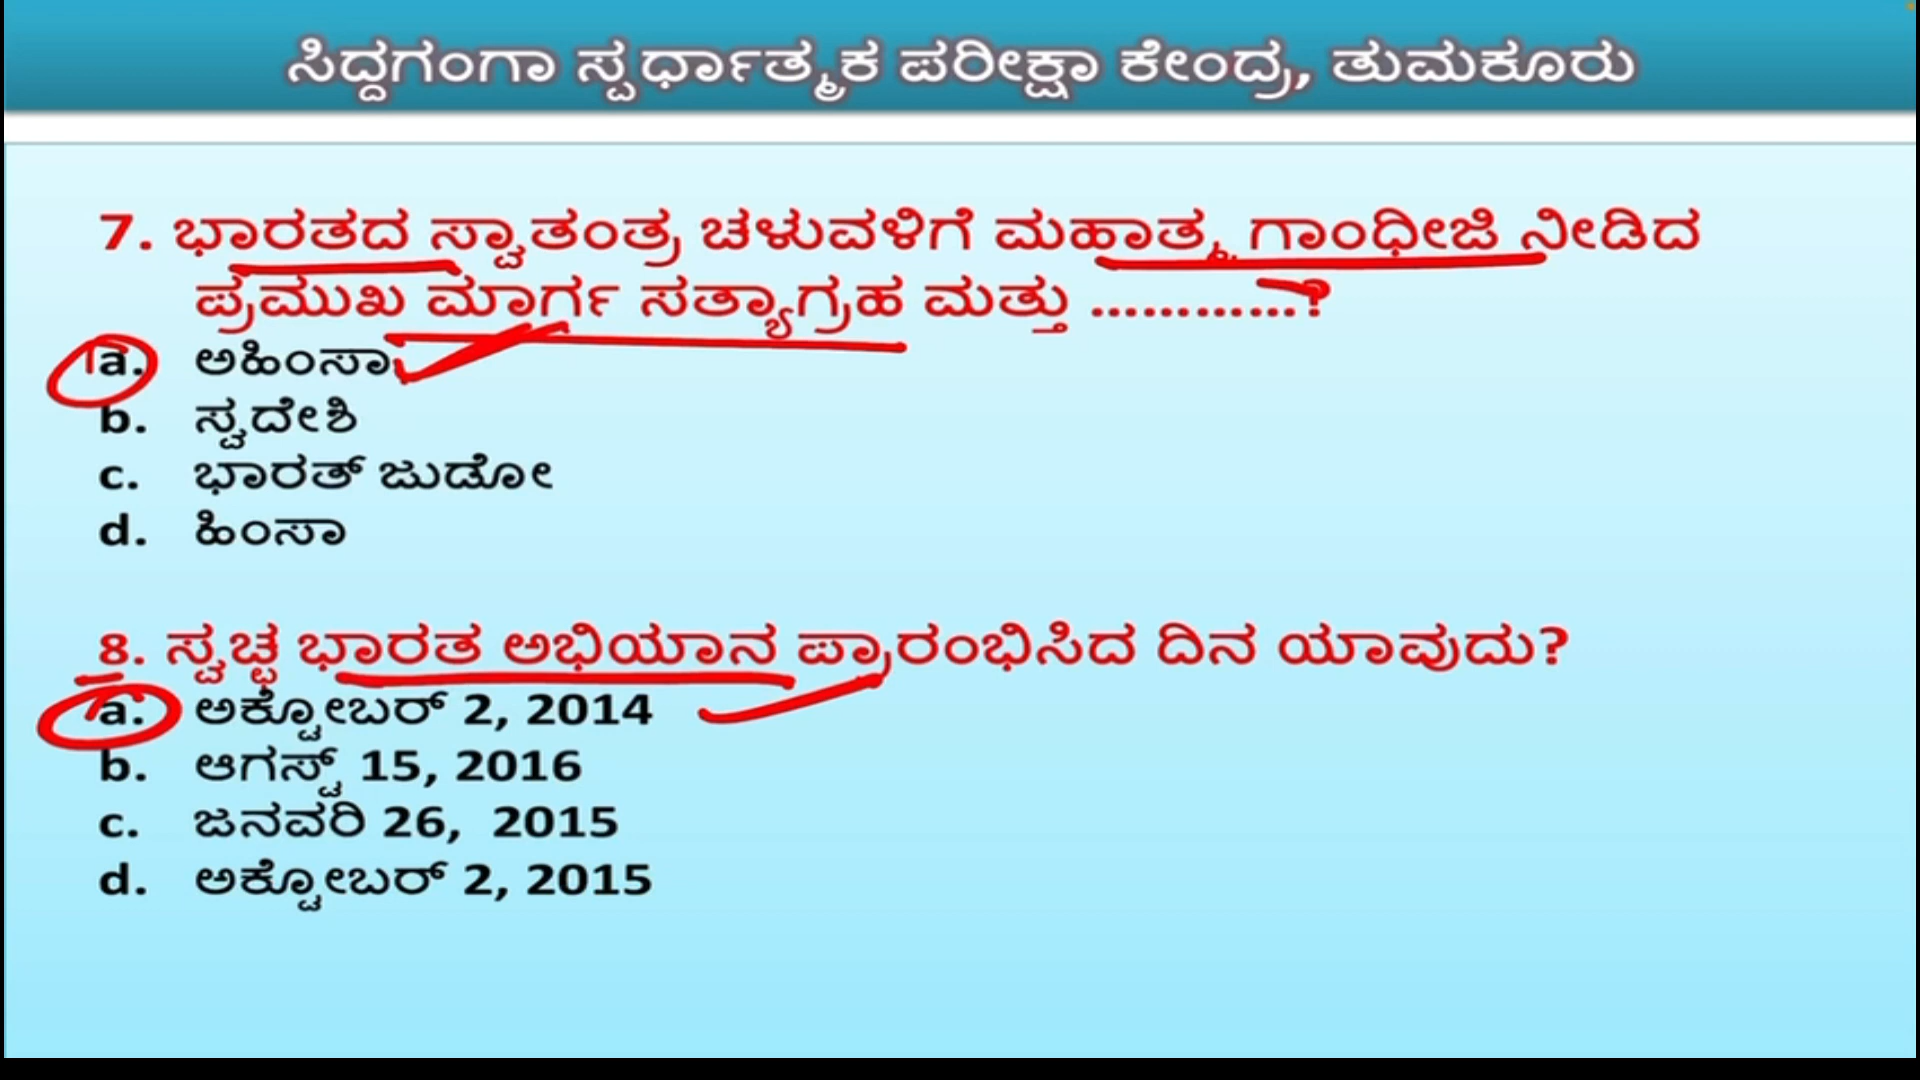 ಸಿದ್ದಗಂಗಾ ಸ್ಪರ್ಧಾತ್ಮಕ ಪರೀಕ್ಷಾ ಕೇಂದ್ರ, ತುಮಕೂರು
7. ಭಾರತದ ಸ್ವಾತಂತ್ರ ಚಳುವಳಿಗೆ ಮಹಾತ್ಮ ಗಾಂಧೀಜಿ ನೀಡಿದ
ಪ್ರಮುಖ ಮಾರ್ಗ ಸತ್ಯಾಗ್ರಹ ಮತ್ತು .............?
a. ಅಹಿಂಸಾ
b. ಸ್ವದೇಶಿ
c. ಭಾರತ್ ಜುಡೋ
d. ಹಿಂಸಾ
8. ಸ್ವಚ್ಛ ಭಾರತ ಅಭಿಯಾನ ಪ್ರಾರಂಭಿಸಿದ ದಿನ ಯಾವುದು?
a. ಅಕ್ಟೋಬರ್ 2, 2014
b. ಆಗಸ್ಟ್ 15, 2016
c. ಜನವರಿ 26, 2015
d. ಅಕ್ಟೋಬರ್ 2, 2015